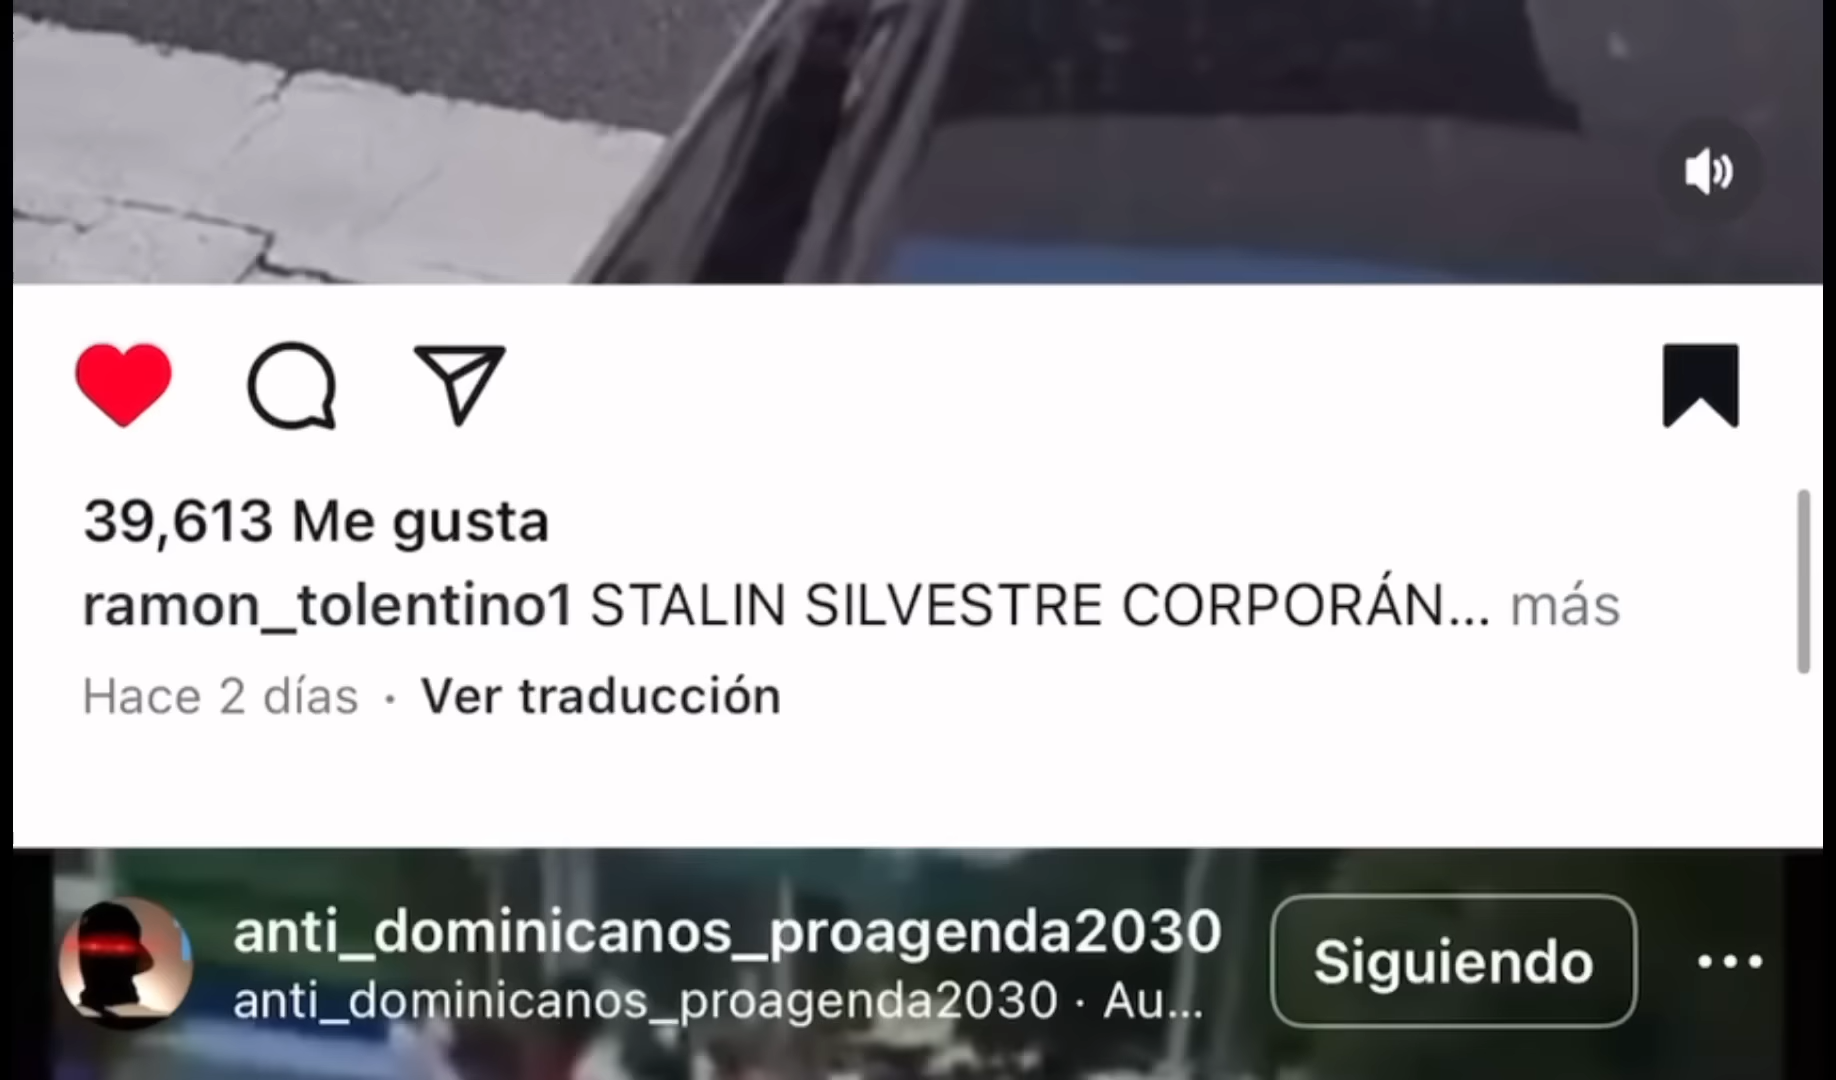 39,613 Me gusta
ramon_tolentino1 STALIN SILVESTRE CORPORÁN... más
Hace 2 días · Ver traducción
anti_dominicanos_proagenda2030
Siguiendo
anti_dominicanos_proagenda2030 · Au...